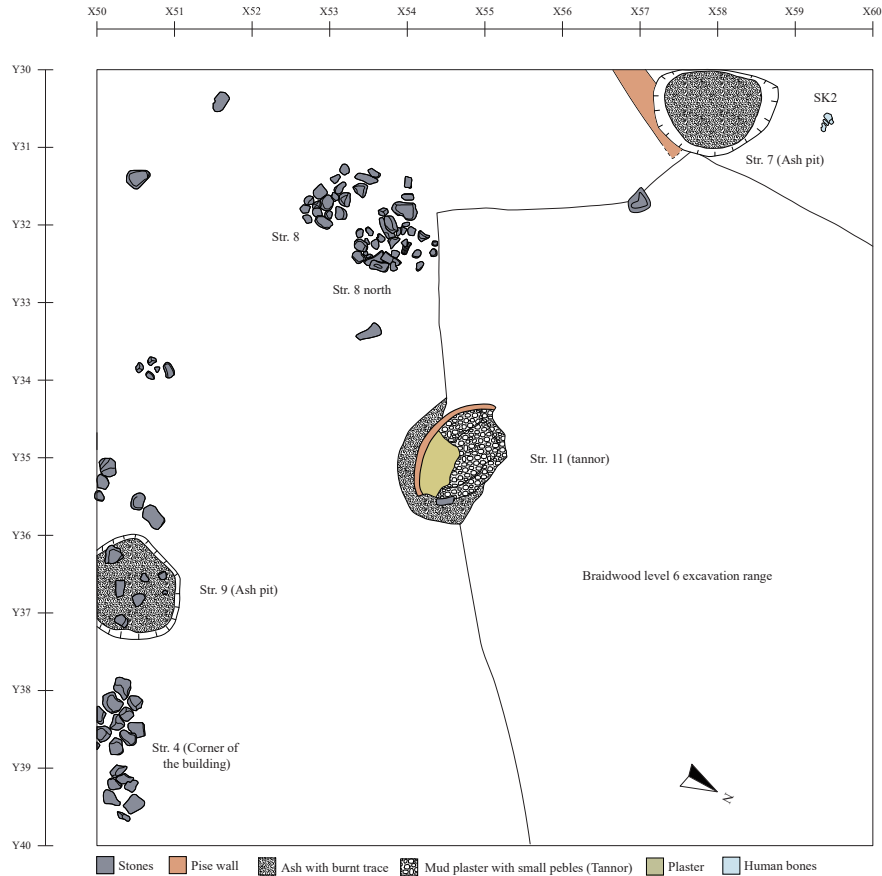 X50 X51 X52 X53 X54 X55 X56 X57 X58 X59 X60
Y30
SK2
Y31
Str. 7 (Ash pit)
Y32
Str. 8
Str. 8 north
Y33
Y34
Y35
Str. 11 (tannor)
Y36
Braidwood level 6 excavation range
Str. 9 (Ash pit)
Y37
Y38
Str. 4 (Corner of
the building)
Y39
N
Y40
Stones Pise wall Ash with burnt trace Mud plaster with small pebles (Tannor) Plaster Human bones